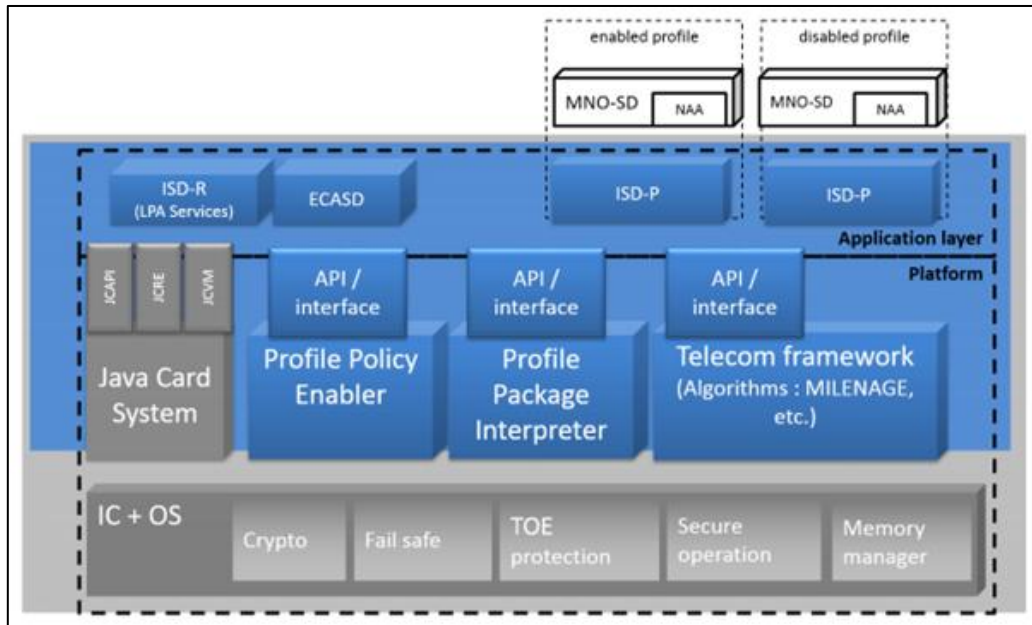 enabled profile
disabled profile
MNO-SD
NAA
MNO-SD
NAA
ISD-R
(LPA Services)
ECASD
ISD-P
ISD-P
Application layer
Platform
JCAPI
JCRE
JCVM
API /
interface
API /
interface
API /
interface
Java Card
System
Profile Policy
Enabler
Profile
Package
Interpreter
Telecom framework
(Algorithms : MILENAGE,
etc.)
IC + OS
Crypto
Fail safe
TOE
protection
Secure
operation
Memory
manager